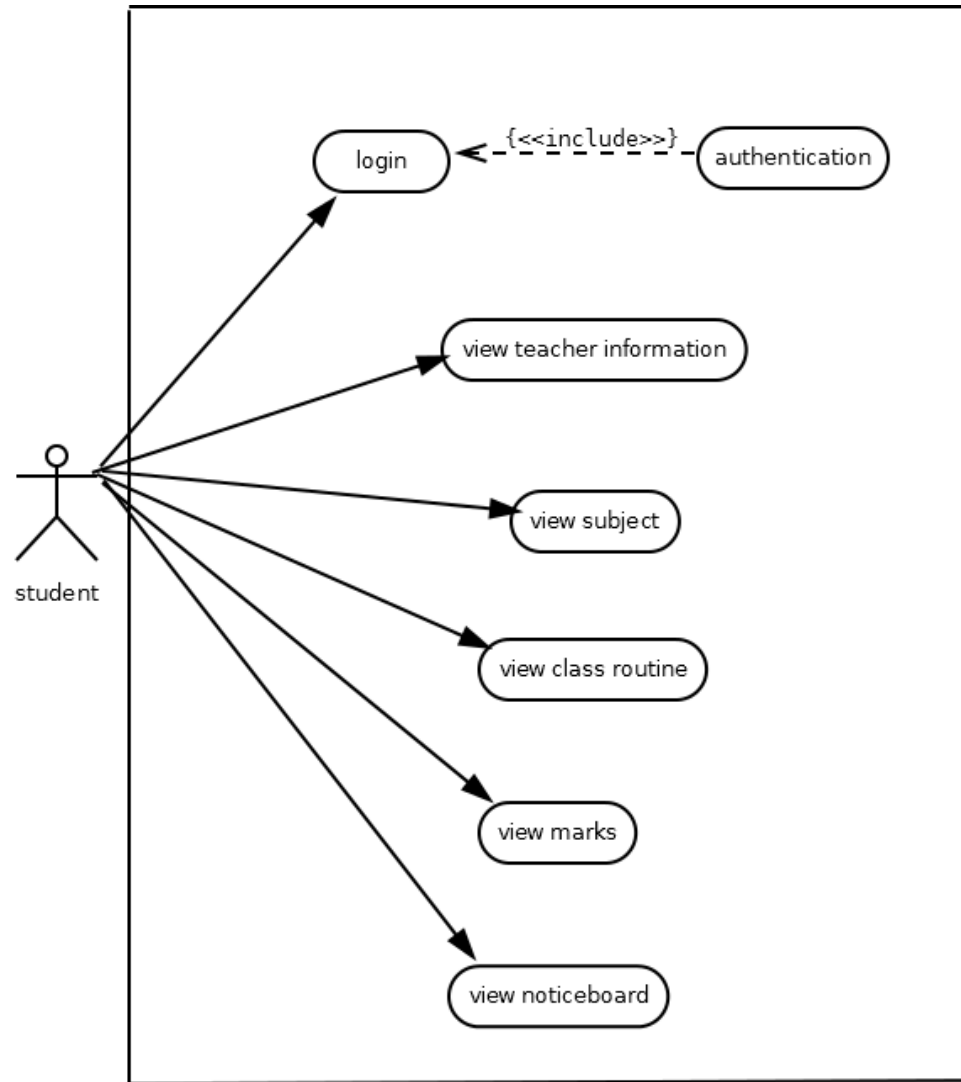 {<<include>>}
login
authentication
view teacher information
view subject
student
view class routine
view marks
view noticeboard